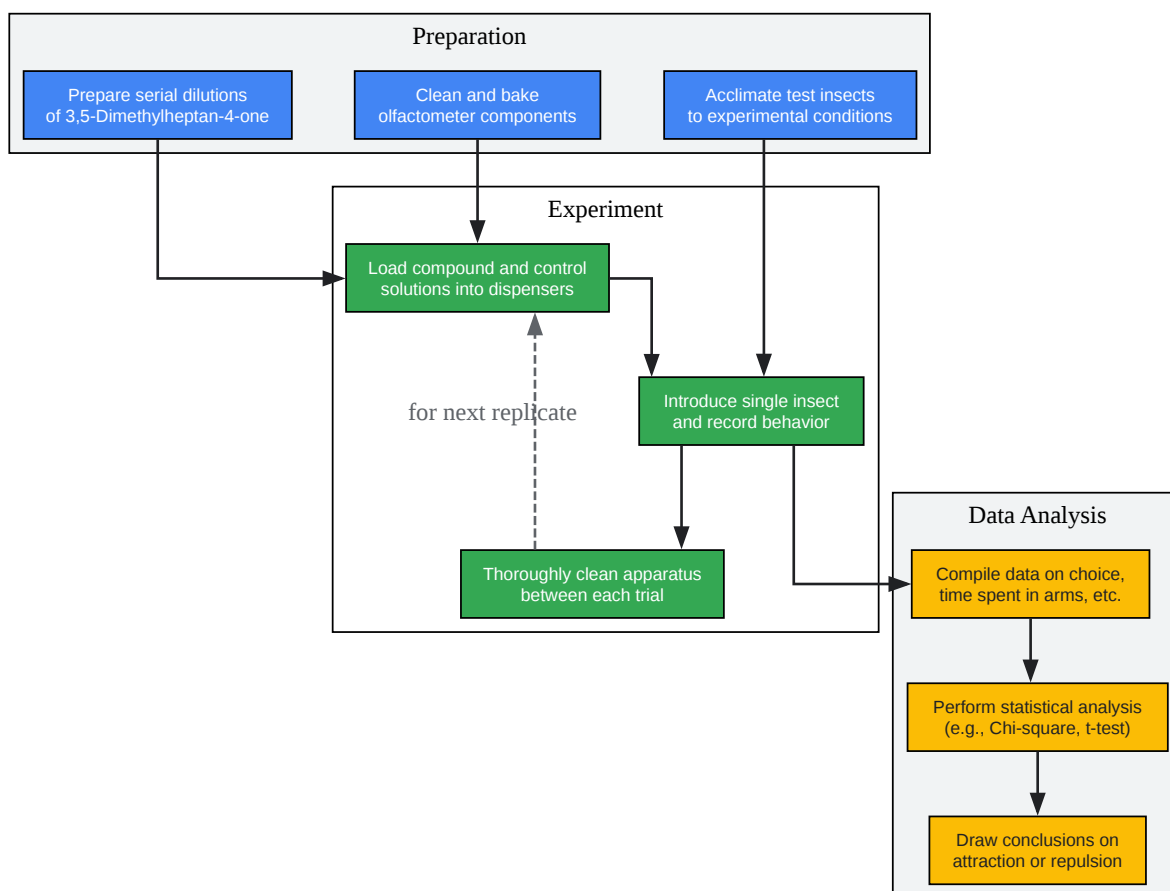 Preparation
Prepare serial dilutions
of 3,5-Dimethylheptan-4-one
Clean and bake
olfactometer components
Acclimate test insects
to experimental conditions
Experiment
Load compound and control
solutions into dispensers
for next replicate
Introduce single insect
and record behavior
Thoroughly clean apparatus
between each trial
Data Analysis
Compile data on choice,
time spent in arms, etc.
Perform statistical analysis
(e.g., Chi-square, t-test)
Draw conclusions on
attraction or repulsion